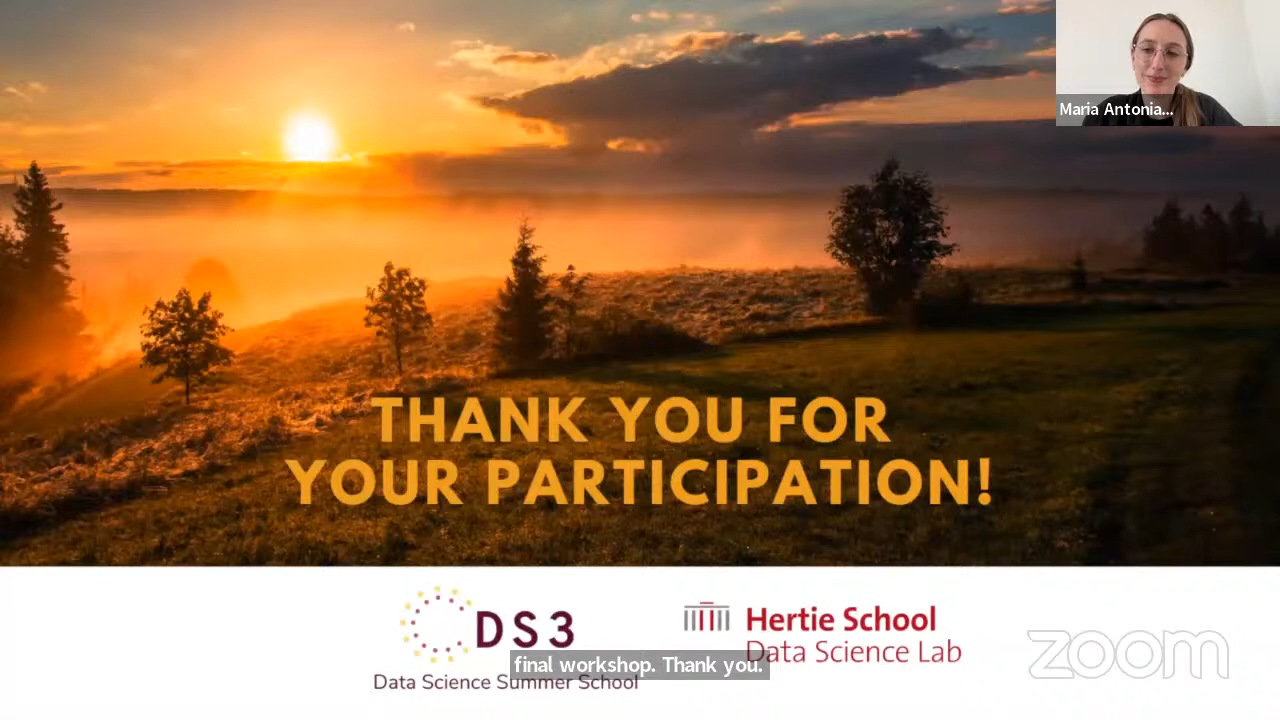 Maria Antonia...
THANK YOU FOR
YOUR PARTICIPATION!
DS3
Data Science Summer School
Hertie School
Data Science Lab
final workshop. Thank you.
zoom